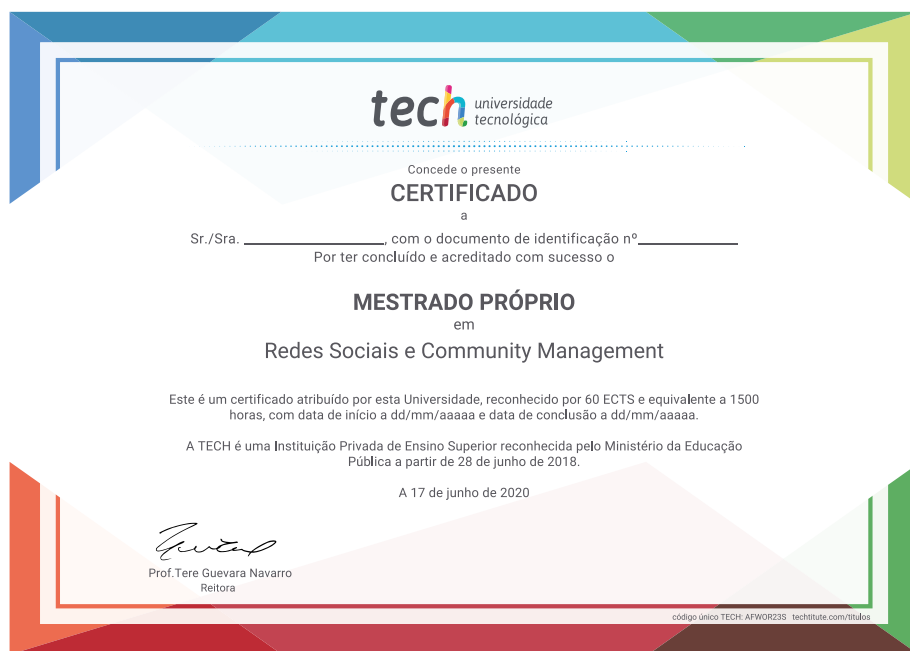 tech universidade
tecnológica
Concede o presente
CERTIFICADO
a
Sr./Sra. ________________, com o documento de identificação nº____________
Por ter concluído e acreditado com sucesso o
MESTRADO PRÓPRIO
em
Redes Sociais e Community Management
Este é um certificado atribuído por esta Universidade, reconhecido por 60 ECTS e equivalente a 1500
horas, com data de início a dd/mm/aaaaa e data de conclusão a dd/mm/aaaaa.
A TECH é uma Instituição Privada de Ensino Superior reconhecida pelo Ministério da Educação
Pública a partir de 28 de junho de 2018.
A 17 de junho de 2020
Prof.Tere Guevara Navarro
Reitora
código único TECH: AFWOR23S techtitute.com/titulos